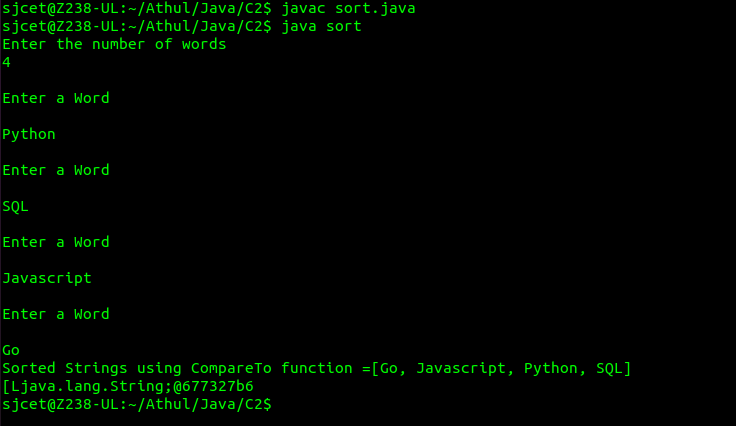 sjcet@Z238-UL:~/Athul/Java/C2$ javac sort.java
sjcet@Z238-UL:~/Athul/Java/C2$ java sort
Enter the number of words
4
Enter a Word
Python
Enter a Word
SQL
Enter a Word
Javascript
Enter a Word
Go
Sorted Strings using CompareTo function =[Go, Javascript, Python, SQL]
[Ljava.lang.String;@677327b6
sjcet@Z238-UL:~/Athul/Java/C2$